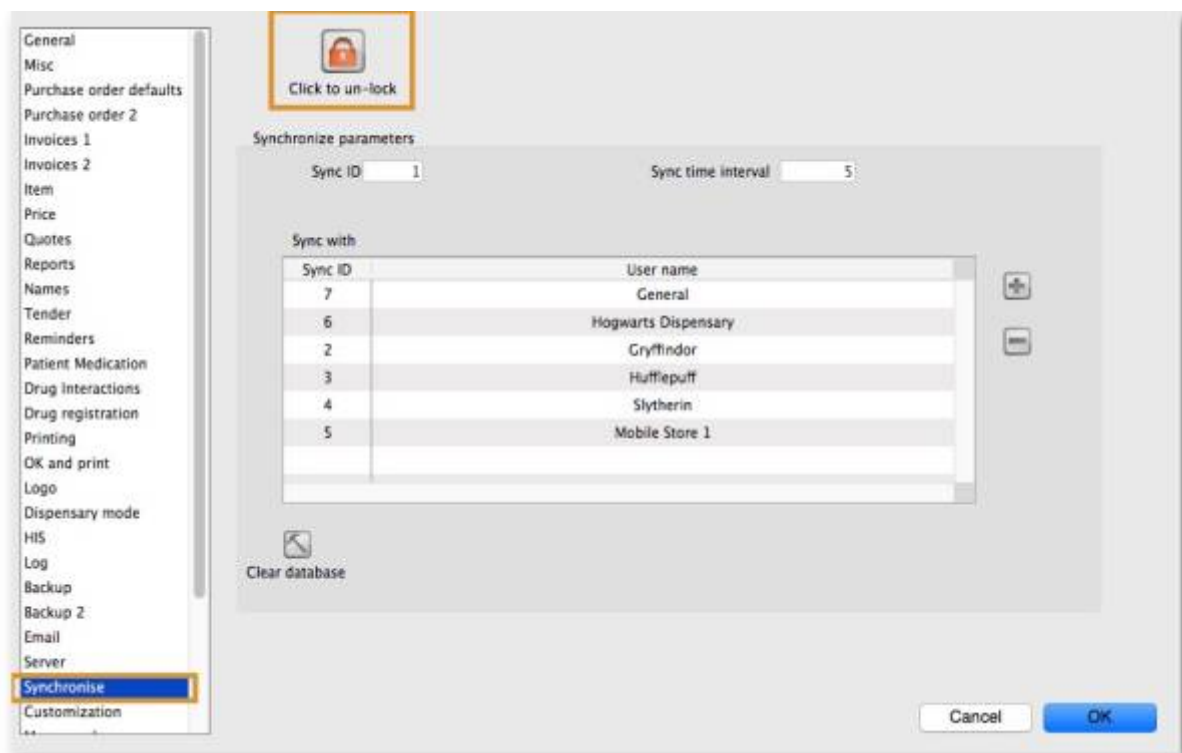 General
Misc
Purchase order defaults
Purchase order 2
Invoices 1
Invoices 2
Item
Price
Quotes
Reports
Names
Tender
Reminders
Patient Medication
Drug Interactions
Drug registration
Printing
OK and print
Logo
Dispensary mode
HIS
Log
Backup
Backup 2
Email
Server
Synchronise
Customization
Click to un-lock
Synchronize parameters
Sync ID 1 Sync time interval 5
Sync with
Sync ID User name
7 General
6 Hogwarts Dispensary
2 Gryffindor
3 Hufflepuff
4 Slytherin
5 Mobile Store 1
Clear database
Cancel OK